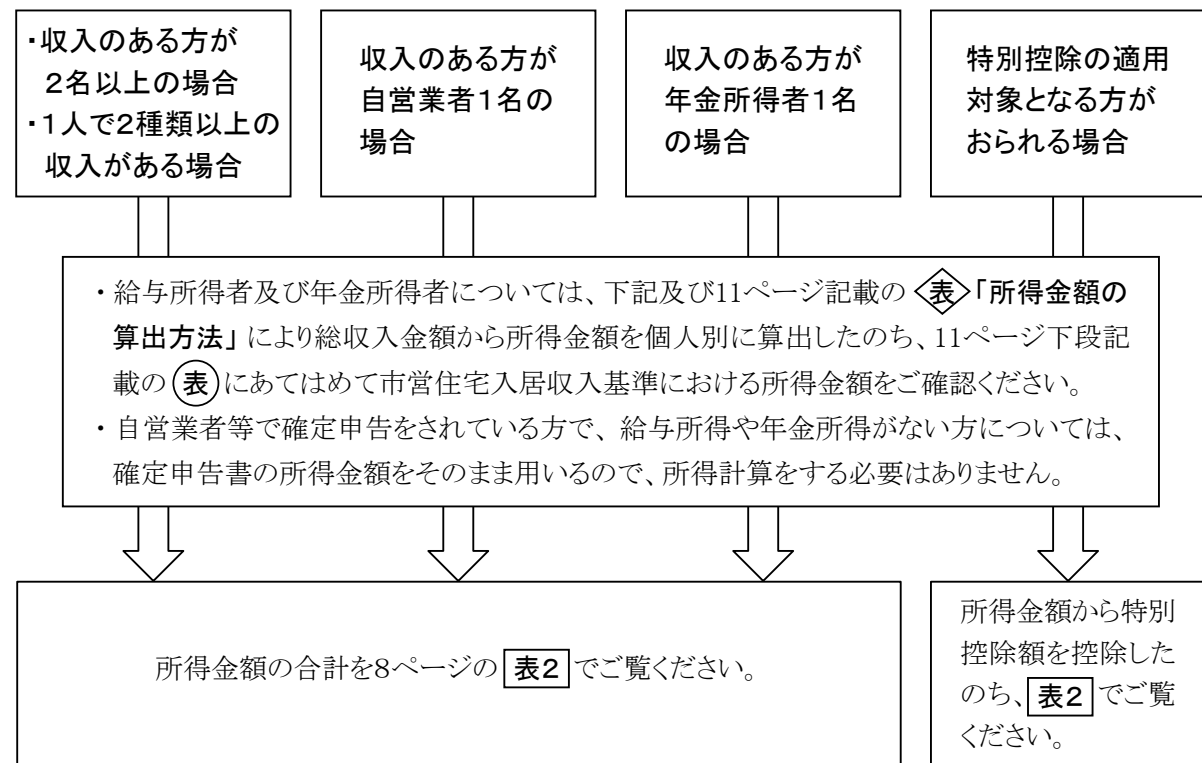 ・収入のある方が
2名以上の場合
・1人で2種類以上の
収入がある場合
収入のある方が
自営業者1名の
場合
収入のある方が
年金所得者1名
の場合
特別控除の適用
対象となる方が
おられる場合
・給与所得者及び年金所得者については、下記及び11ページ記載の 表「所得金額の
算出方法」により総収入金額から所得金額を個人別に算出したのち、11ページ下段記
載の 表 にあてはめて市営住宅入居収入基準における所得金額をご確認ください。
・自営業者等で確定申告をされている方で、給与所得や年金所得がない方については、
確定申告書の所得金額をそのまま用いるので、所得計算をする必要はありません。
所得金額の合計を8ページの 表2 でご覧ください。
所得金額から特別
控除額を控除した
のち、表2 でご覧
ください。